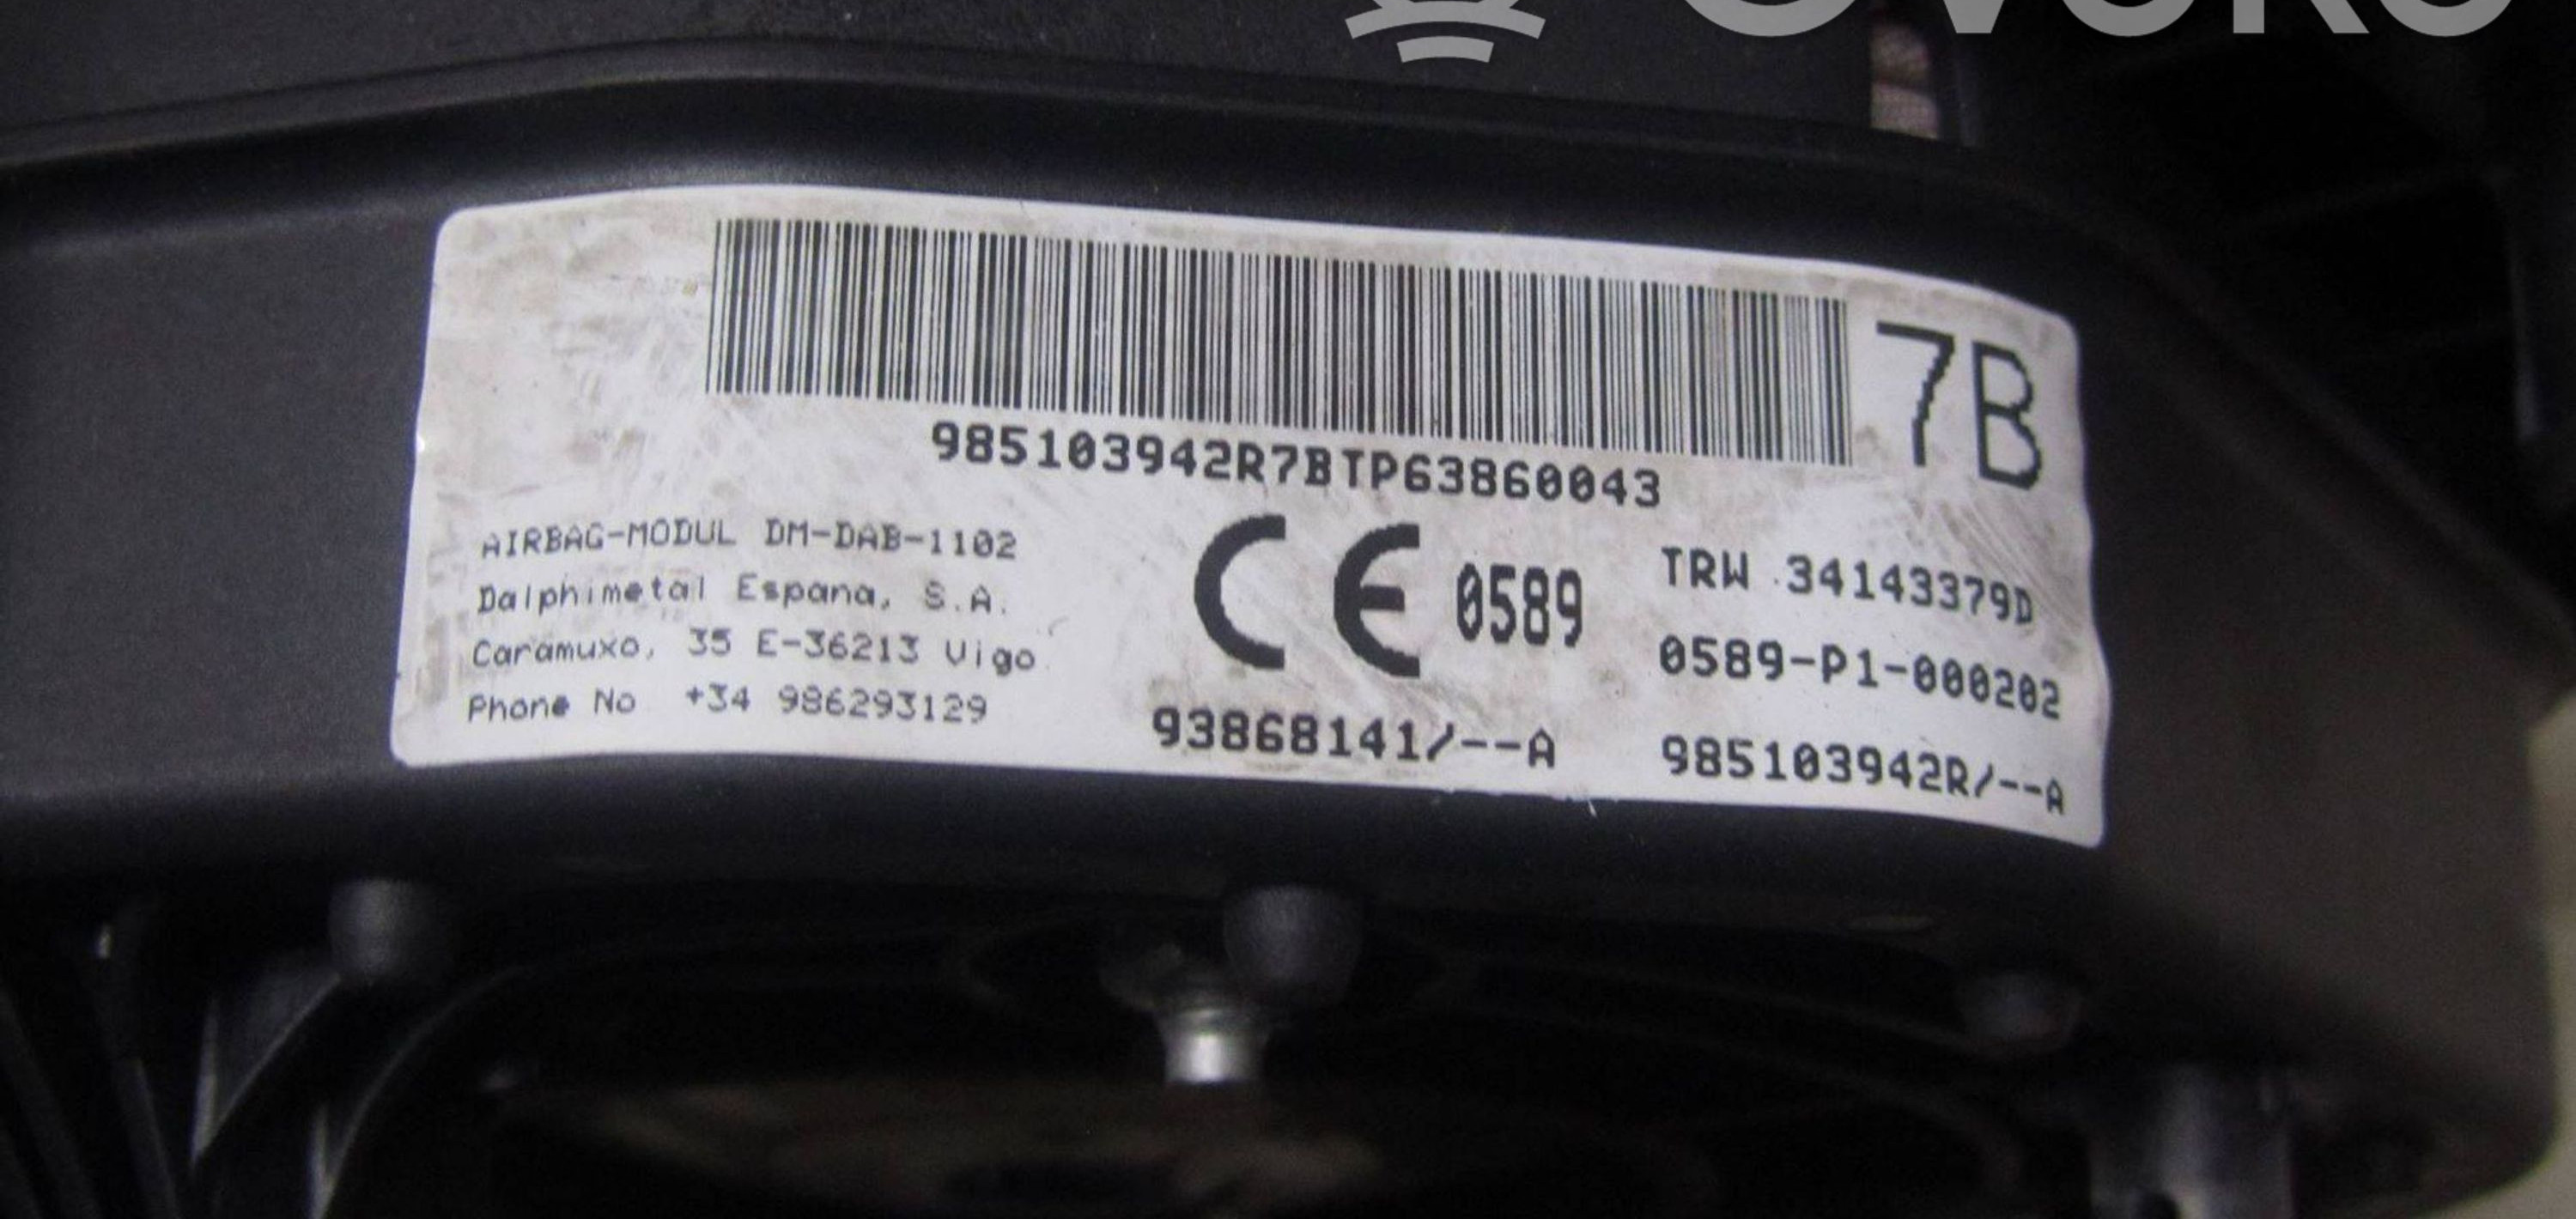 7B
985103942R7BTP63860043
AIRBAG-MODUL DM-DAB-1102
Dalphimetal Espana, S.A.
Caramuxo, 35 E-36213 Vigo
Phone No +34 986293129
CE 0589
93868141/--A
TRW 34143379D
0589-P1-000202
985103942R/--A